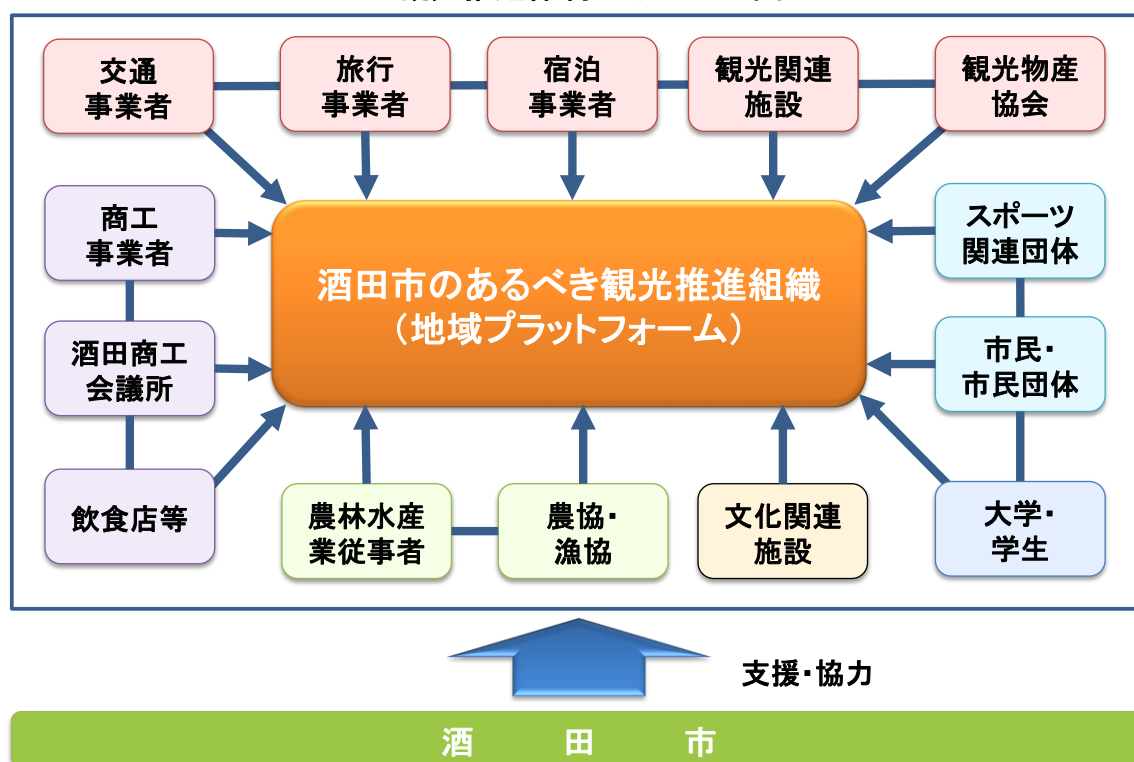 交通
事業者
旅行
事業者
宿泊
事業者
観光関連
施設
観光物産
協会
商工
事業者
スポーツ
関連団体
酒田市のあるべき観光推進組織
（地域プラットフォーム）
酒田商工
会議所
市民・
市民団体
飲食店等
農林水産
業従事者
農協・
漁協
文化関連
施設
大学・
学生
支援・協力
酒田市